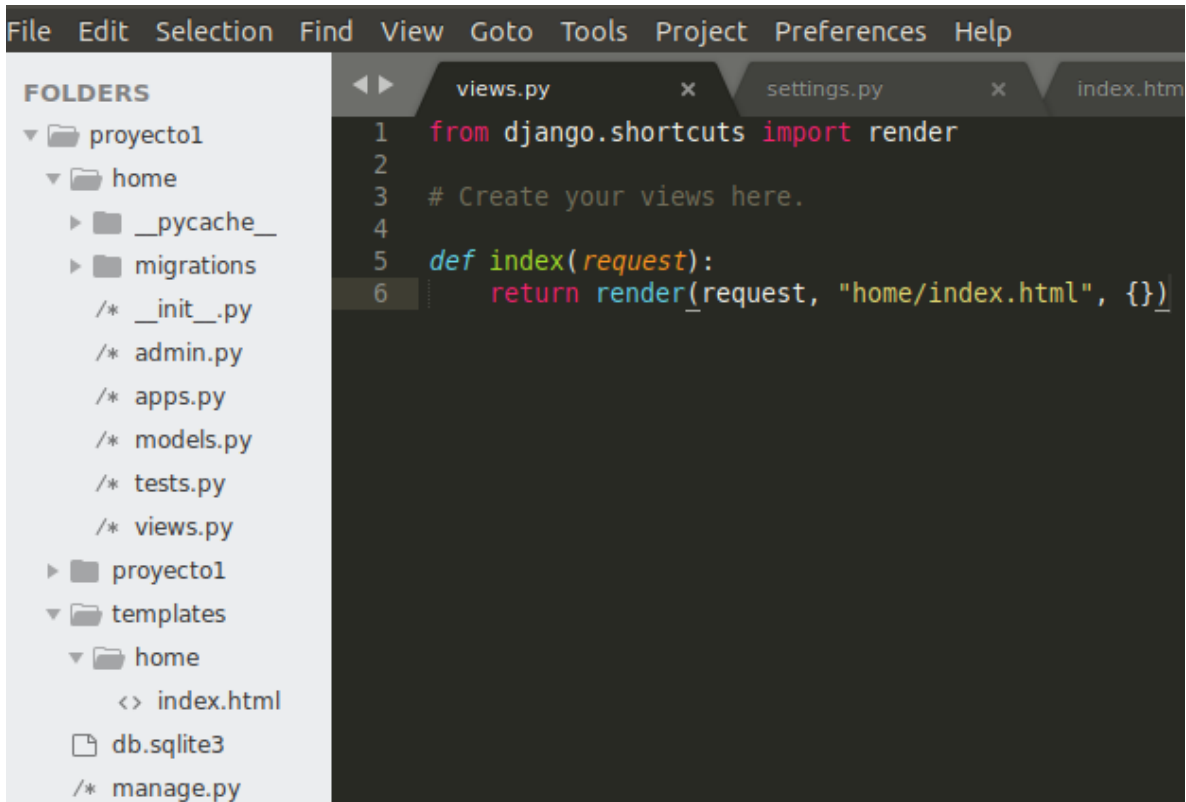 File Edit Selection Find View Goto Tools Project Preferences Help
FOLDERS
proyecto1
home
__pycache__
migrations
/* __init__.py
/* admin.py
/* apps.py
/* models.py
/* tests.py
/* views.py
proyecto1
templates
home
<> index.html
db.sqlite3
/* manage.py
views.py × settings.py × index.htm
1 from django.shortcuts import render
2
3 # Create your views here.
4
5 def index(request):
6 return render(request, "home/index.html", {})